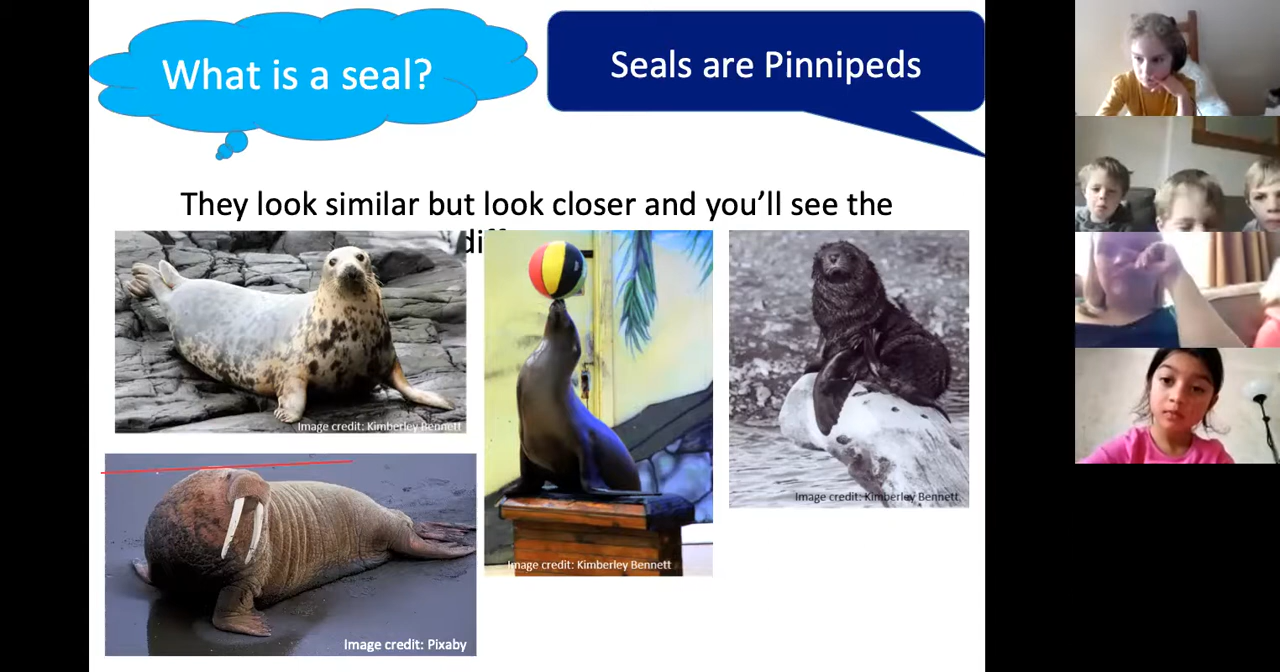 What is a seal?
Seals are Pinnipeds
They look similar but look closer and you'll see the
Image credit: Kimberley Bennett
Image credit: Kimberley Bennett
Image credit: Kimberley Bennett
Image credit: Pixaby